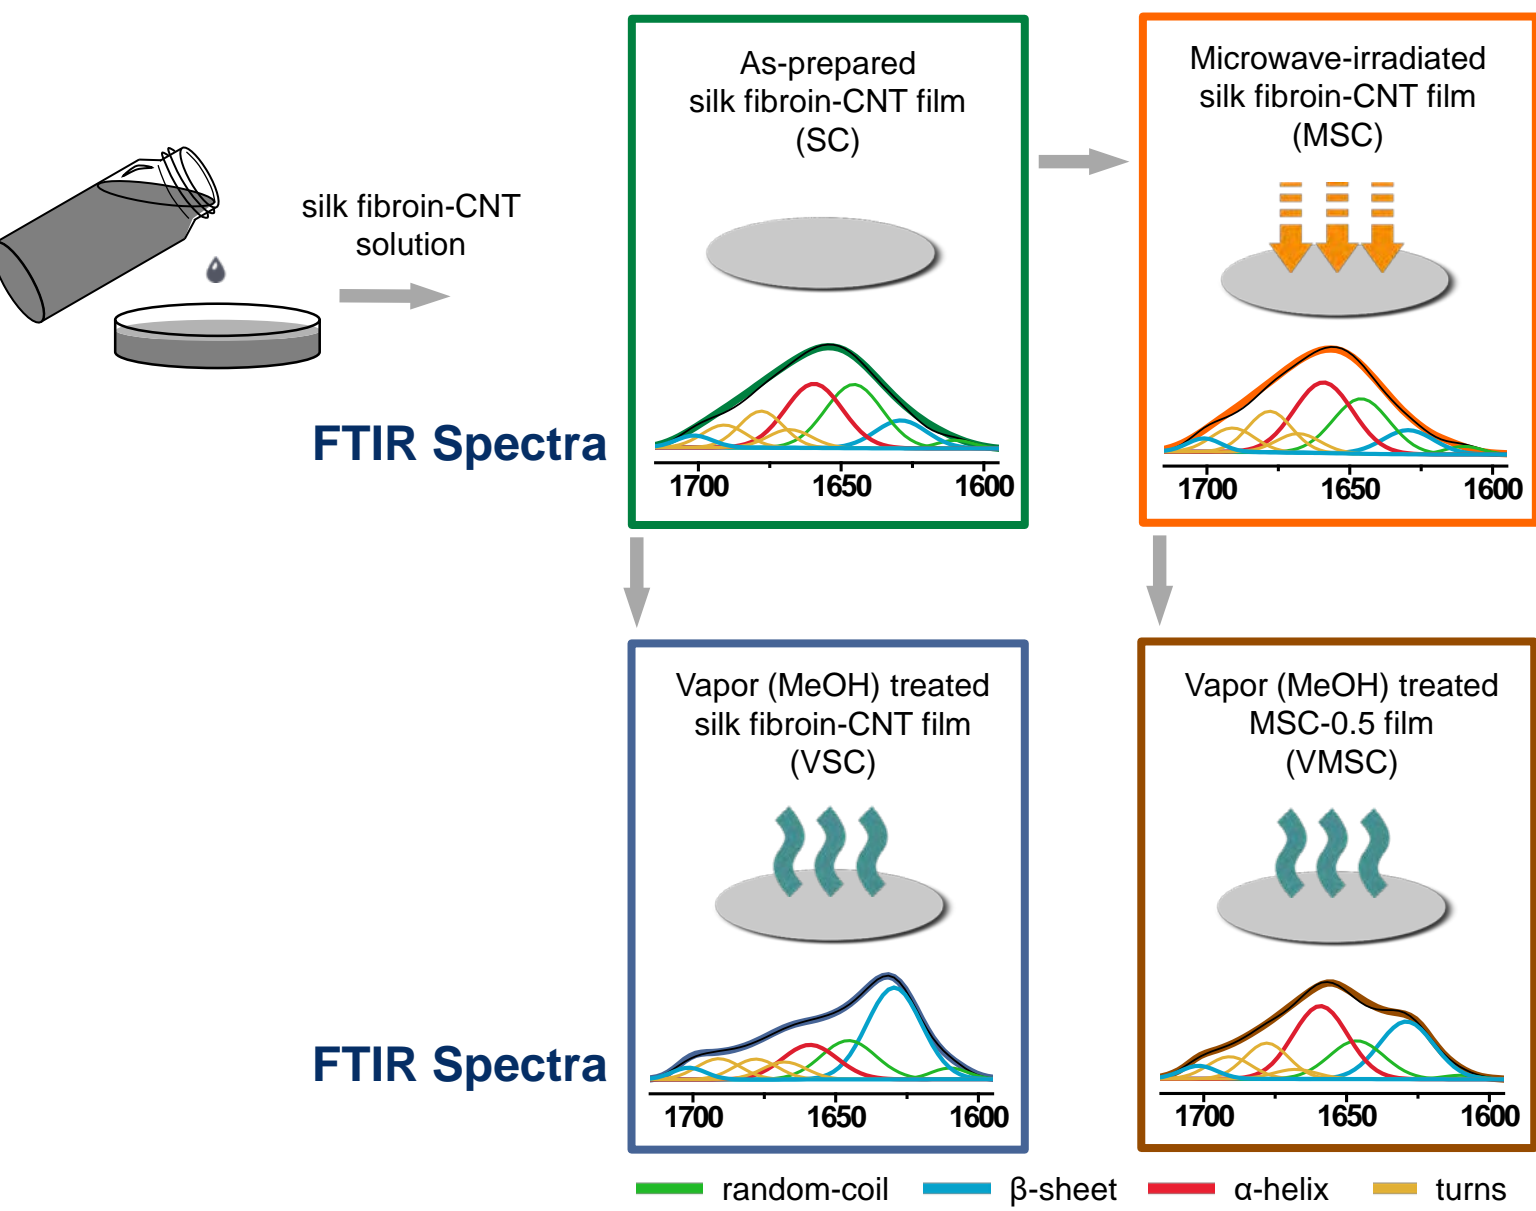 As-prepared
silk fibroin-CNT film
(SC)
Microwave-irradiated
silk fibroin-CNT film
(MSC)
silk fibroin-CNT
solution
FTIR Spectra
1700 1650 1600
1700 1650 1600
Vapor (MeOH) treated
silk fibroin-CNT film
(VSC)
Vapor (MeOH) treated
MSC-0.5 film
(VMSC)
FTIR Spectra
1700 1650 1600
1700 1650 1600
random-coil β-sheet α-helix turns